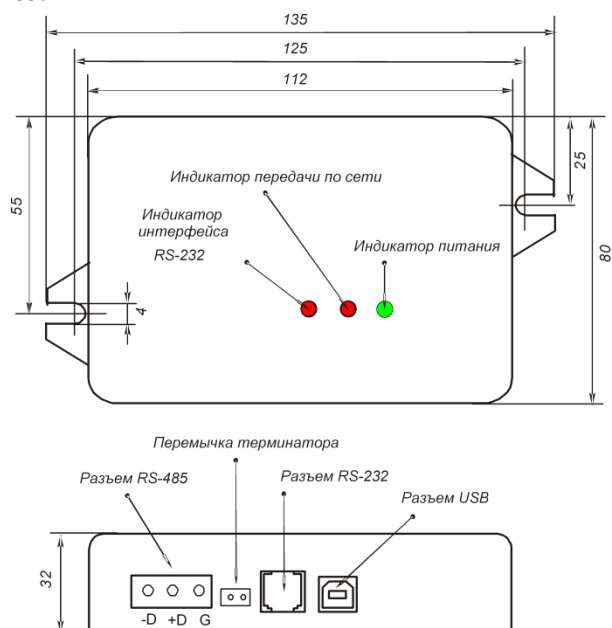 135
125
112
Индикатор передачи по сети
Индикатор
интерфейса
RS-232
Индикатор питания
55
25
80
4
Перемычка терминатора
Разъем RS-485
Разъем RS-232
Разъем USB
32
-D +D G